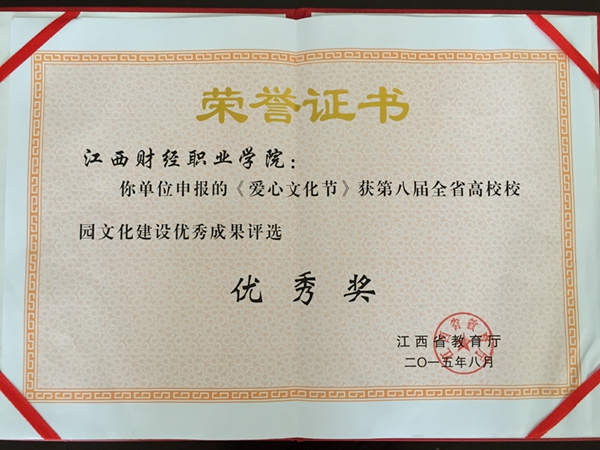 荣誉证书
江西财经职业学院：
你单位申报的《爱心文化节》获第八届全省高校校
园文化建设优秀成果评选
优秀奖
江西省教育厅
二〇一五年八月